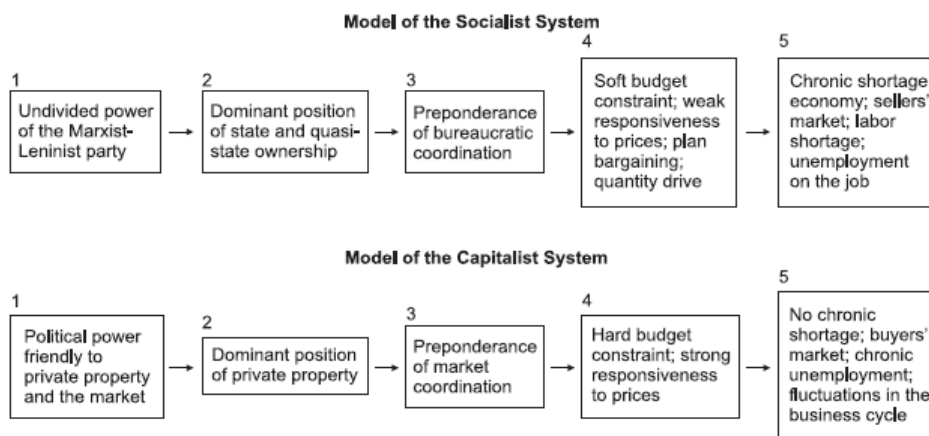 Model of the Socialist System
1
Undivided power
of the Marxist-
Leninist party
2
Dominant position
of state and quasi-
state ownership
3
Preponderance
of bureaucratic
coordination
4
Soft budget
constraint; weak
responsiveness
to prices; plan
bargaining;
quantity drive
5
Chronic shortage
economy; sellers'
market; labor
shortage;
unemployment
on the job
Model of the Capitalist System
1
Political power
friendly to
private property
and the market
2
Dominant position
of private property
3
Preponderance
of market
coordination
4
Hard budget
constraint; strong
responsiveness
to prices
5
No chronic
shortage; buyers'
market; chronic
unemployment;
fluctuations in the
business cycle